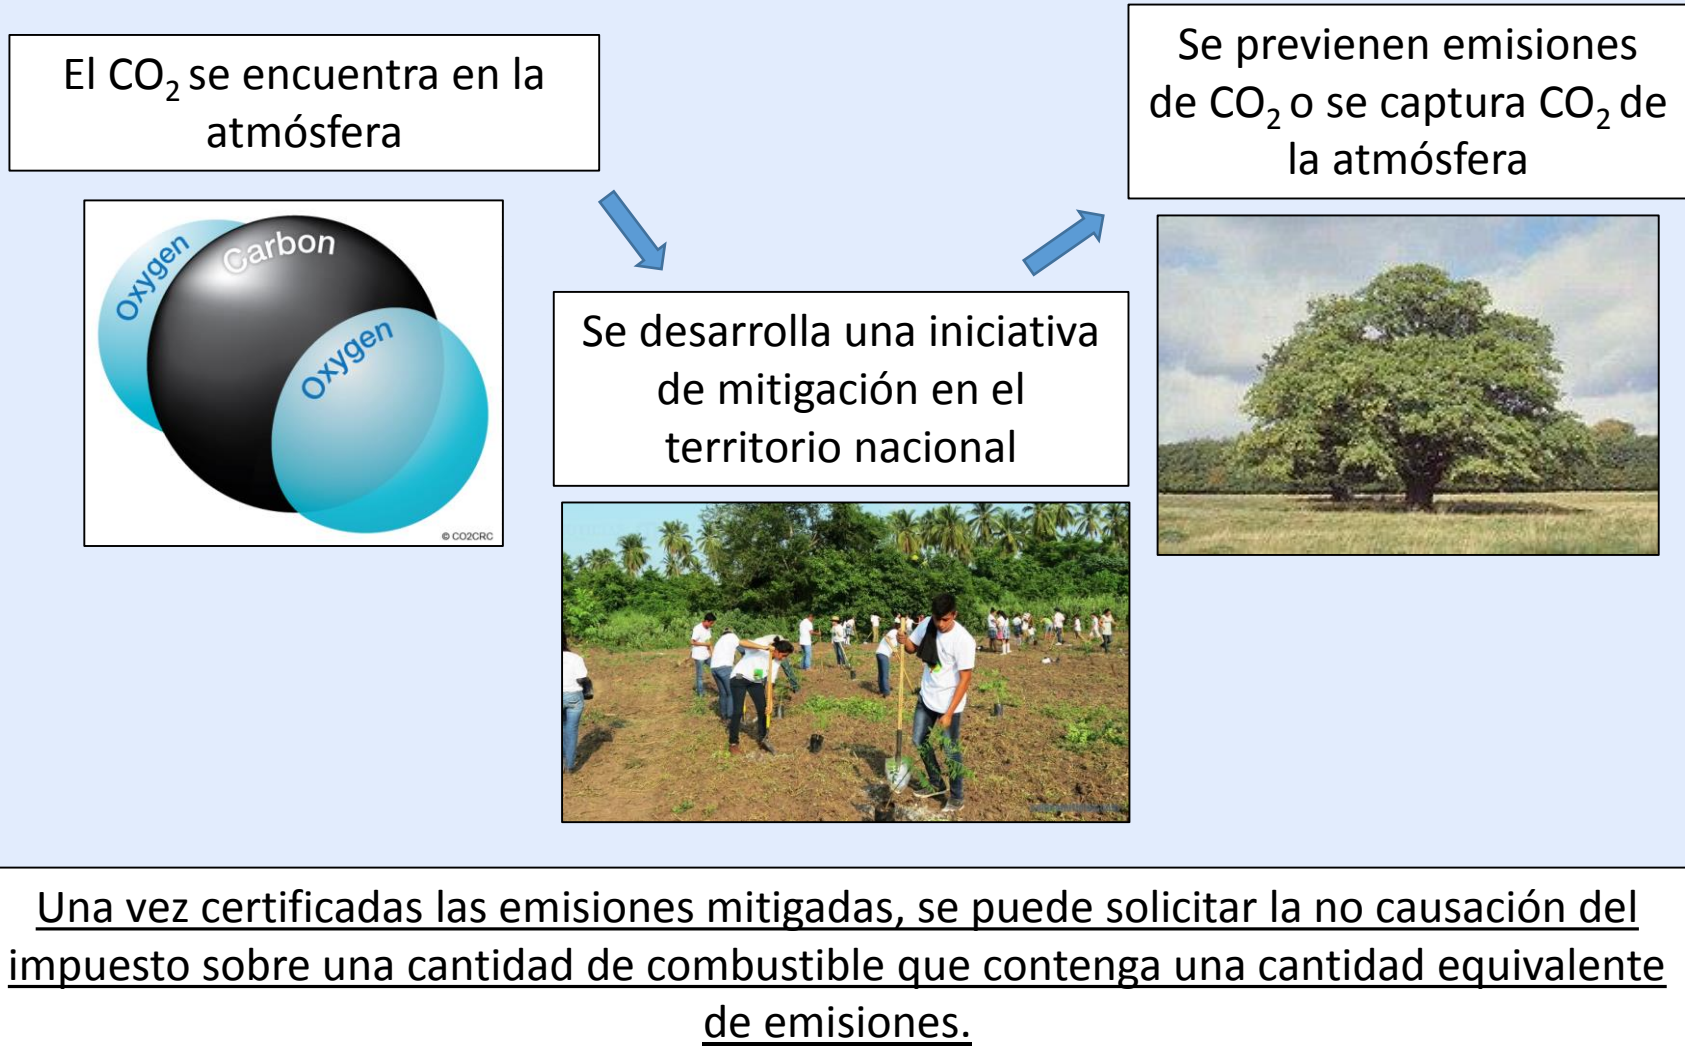 El CO₂ se encuentra en la
atmósfera
Se previenen emisiones
de CO₂ o se captura CO₂ de
la atmósfera
Oxygen
Carbon
Oxygen
© CO2CRC
Se desarrolla una iniciativa
de mitigación en el
territorio nacional
Una vez certificadas las emisiones mitigadas, se puede solicitar la no causación del
impuesto sobre una cantidad de combustible que contenga una cantidad equivalente
de emisiones.